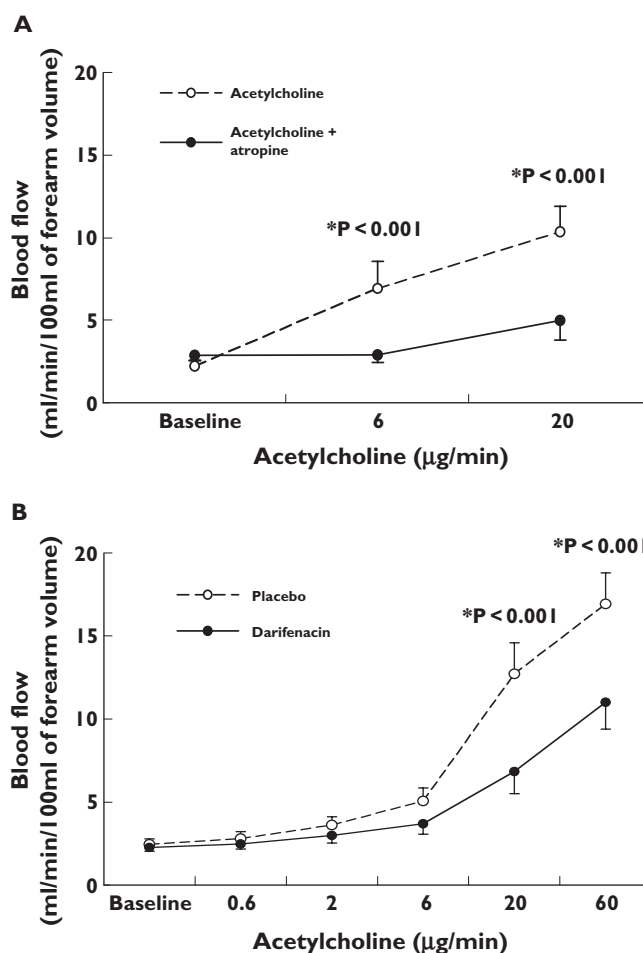 A
Blood flow
(ml/min/100ml of forearm volume)
20
15
10
5
0
Acetylcholine
Acetylcholine +
atropine
*P < 0.001
*P < 0.001
Baseline 6 20
Acetylcholine (μg/min)
B
Blood flow
(ml/min/100ml of forearm volume)
20
15
10
5
0
Placebo
Darifenacin
*P < 0.001
*P < 0.001
Baseline 0.6 2 6 20 60
Acetylcholine (μg/min)